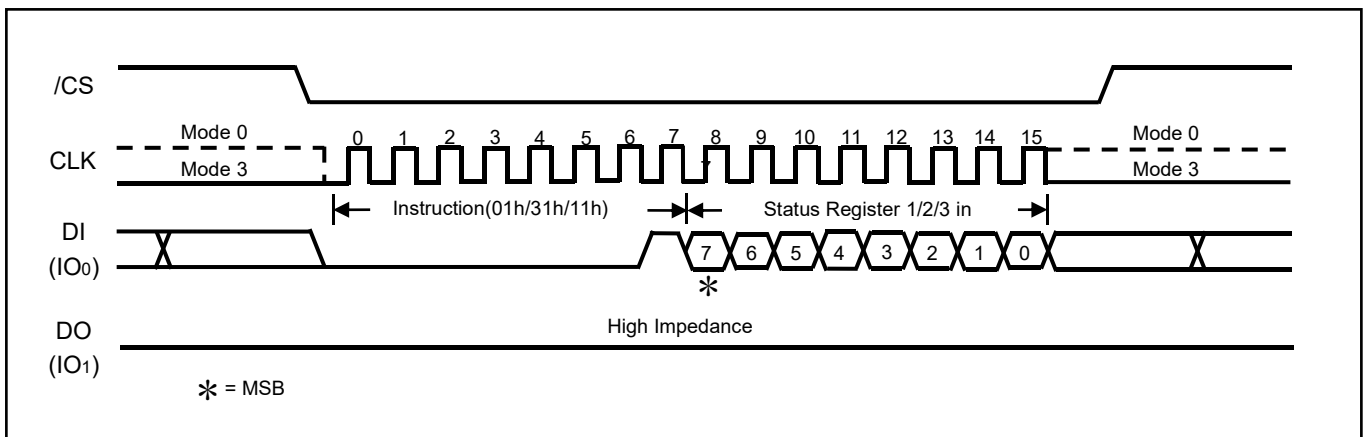 /CS
Mode 0 0 1 2 3 4 5 6 7 8 9 10 11 12 13 14 15 Mode 0
CLK
Mode 3 7 Mode 3
Instruction(01h/31h/11h) Status Register 1/2/3 in
DI
(IO0) 7 6 5 4 3 2 1 0
*
High Impedance
DO
(IO1)
* = MSB